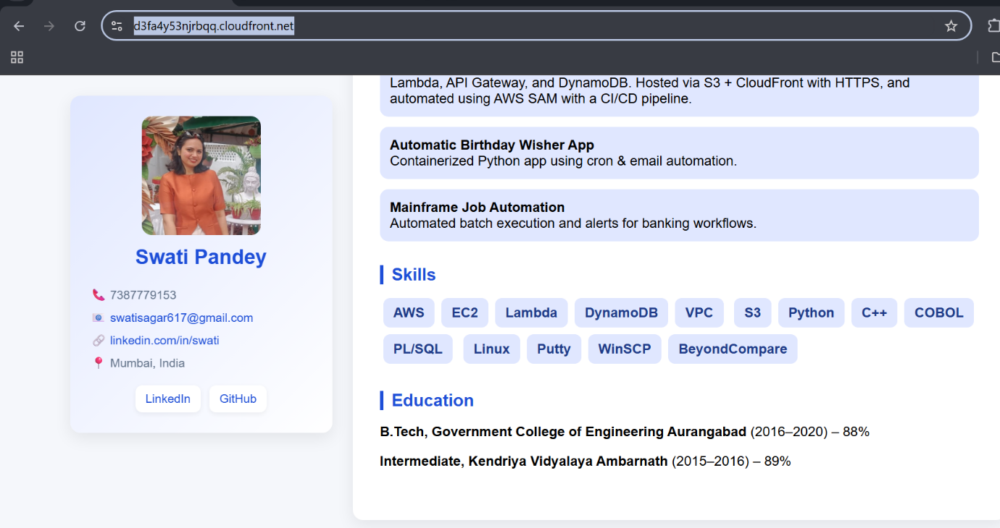 d3fa4y53njrbqq.cloudfront.net
Swati Pandey
7387779153
swatisagar617@gmail.com
linkedin.com/in/swati
Mumbai, India
LinkedIn GitHub
Lambda, API Gateway, and DynamoDB. Hosted via S3 + CloudFront with HTTPS, and
automated using AWS SAM with a CI/CD pipeline.
Automatic Birthday Wisher App
Containerized Python app using cron & email automation.
Mainframe Job Automation
Automated batch execution and alerts for banking workflows.
Skills
AWS EC2 Lambda DynamoDB VPC S3 Python C++ COBOL
PL/SQL Linux Putty WinSCP BeyondCompare
Education
B.Tech, Government College of Engineering Aurangabad (2016–2020) – 88%
Intermediate, Kendriya Vidyalaya Ambarnath (2015–2016) – 89%